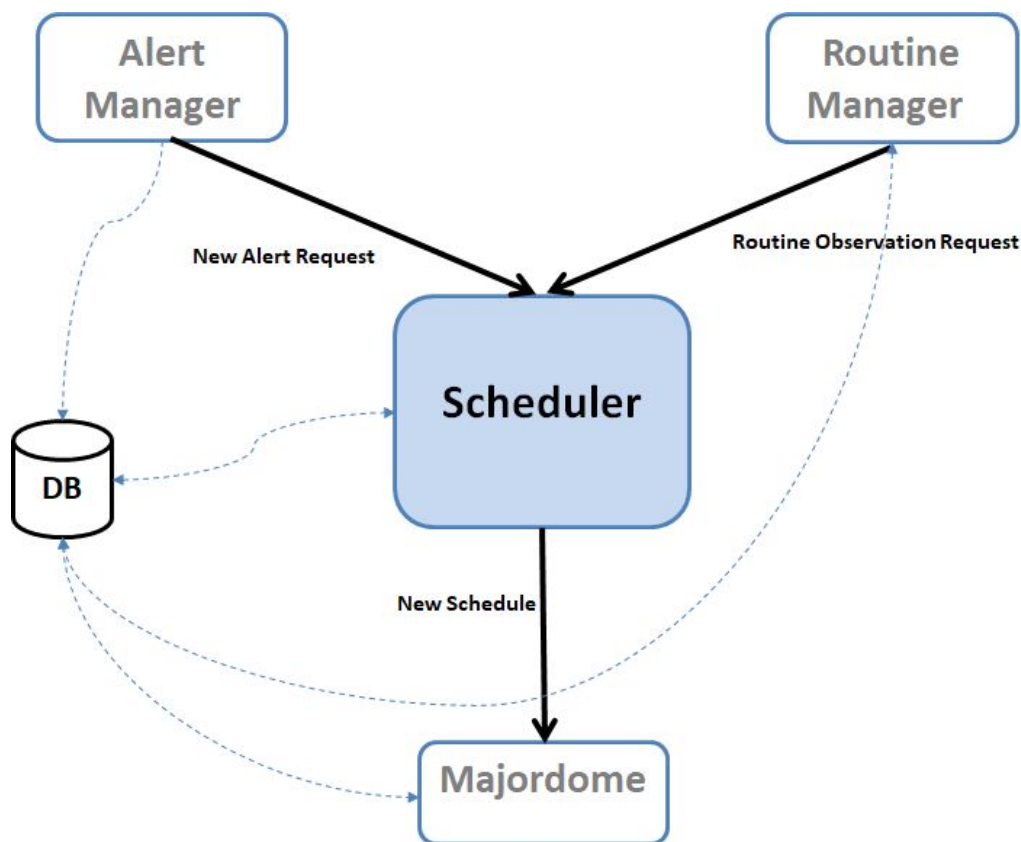 Alert
Manager
Routine
Manager
New Alert Request
Routine Observation Request
Scheduler
DB
New Schedule
Majordome